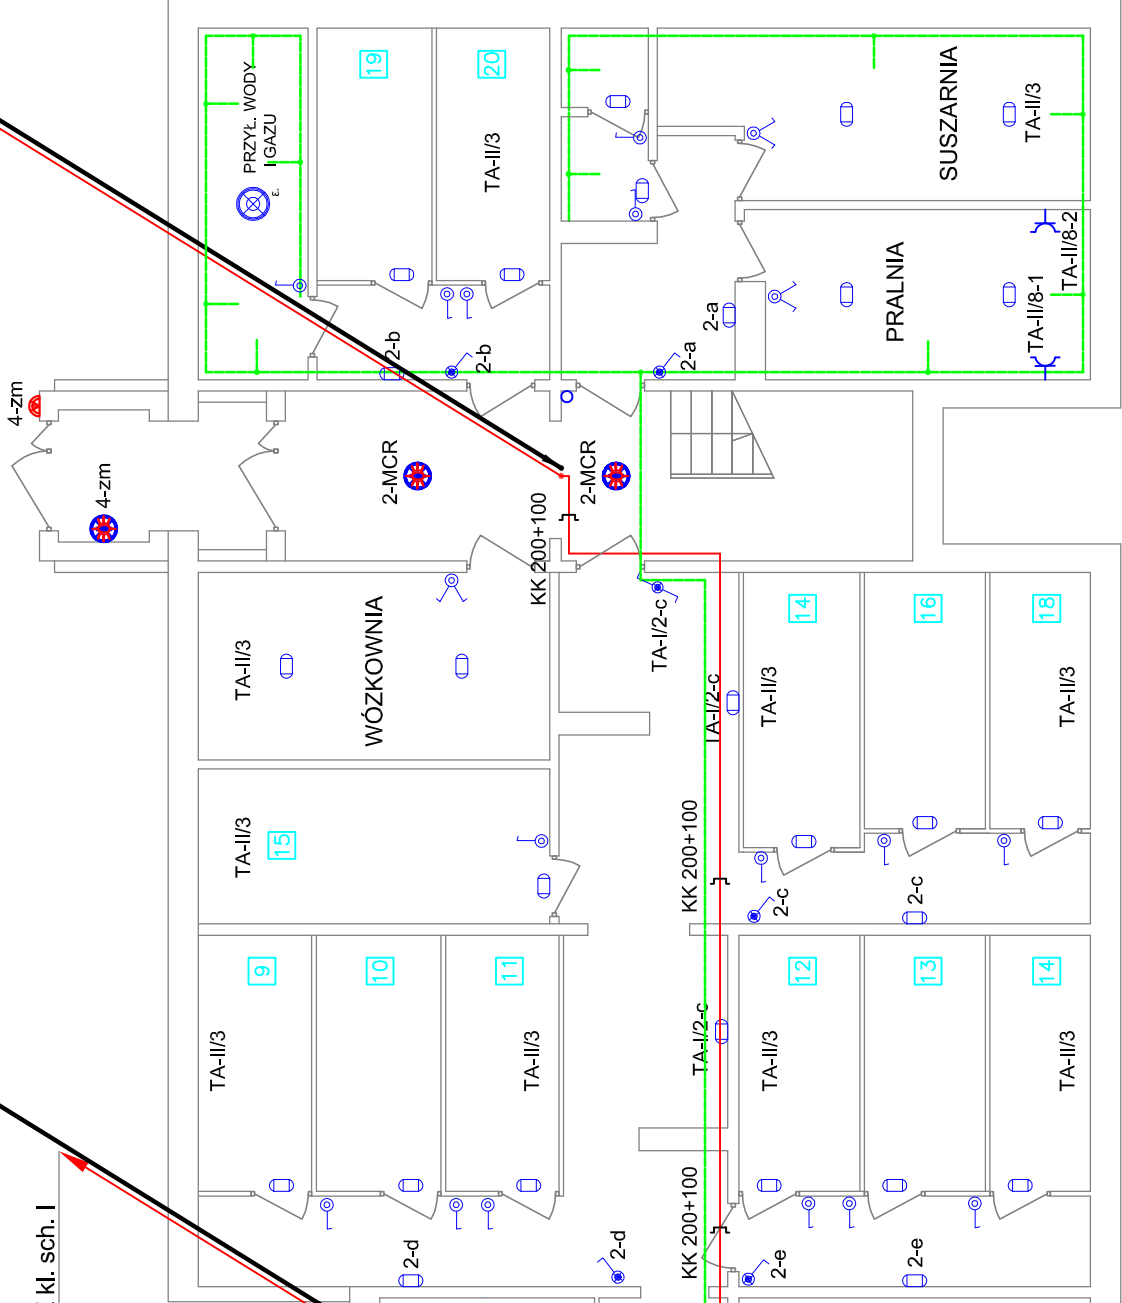 19
20
PRZYŁ. WODY
I GAZU
ε.
TA-II/3
SUSZARNIA
TA-II/3
PRALNIA
TA-II/8-1
TA-II/8-2
2-a
2-a
2-b
2-b
4-zm
4-zm
2-MCR
2-MCR
KK 200+100
WÓZKOWNIA
TA-II/3
TA-I/2-c
TA-I/2-c
14
16
18
TA-II/3
TA-II/3
15
TA-II/3
KK 200+100
2-c
2-c
9
10
11
12
13
14
TA-II/3
TA-II/3
TA-I/2-c
TA-II/3
TA-II/3
KK 200+100
2-d
2-d
2-e
2-e
kl. sch. I